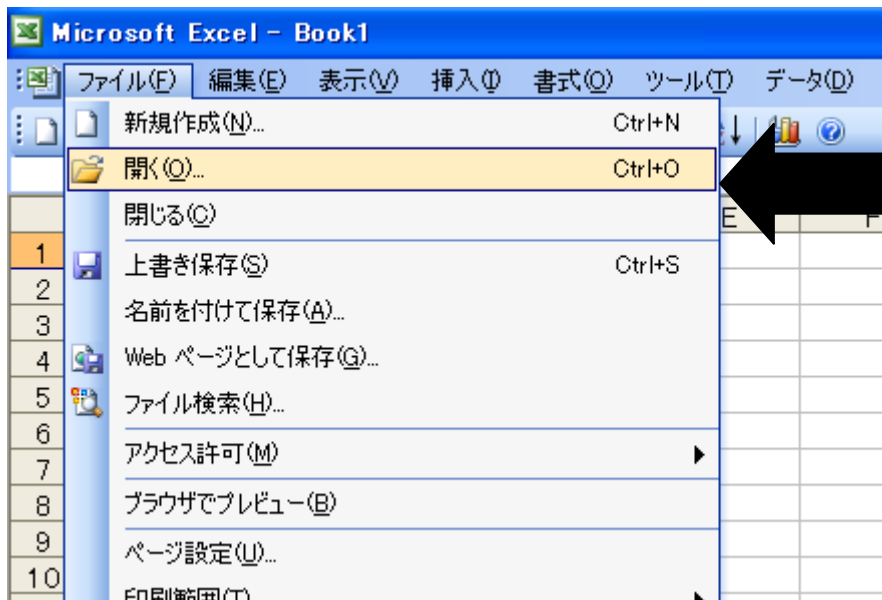 Microsoft Excel - Book1
ファイル(F) 編集(E) 表示(V) 挿入(I) 書式(O) ツール(T) データ(D)
新規作成(N)... Ctrl+N
開く(O)... Ctrl+O
閉じる(C)
E F
1
上書き保存(S) Ctrl+S
2
名前を付けて保存(A)...
3
4
Web ページとして保存(G)...
5
ファイル検索(H)...
6
アクセス許可(M)
7
8
ブラウザでプレビュー(B)
9
ページ設定(U)...
10
印刷範囲(T)